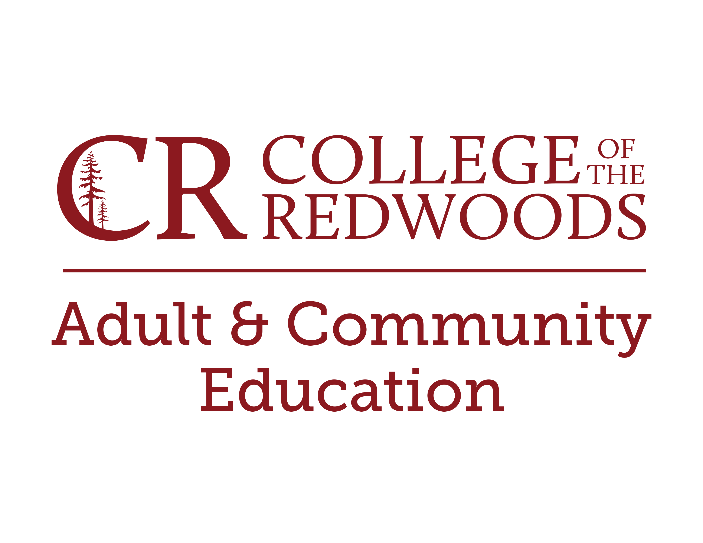 CR COLLEGE OF THE
REDWOODS
Adult & Community
Education